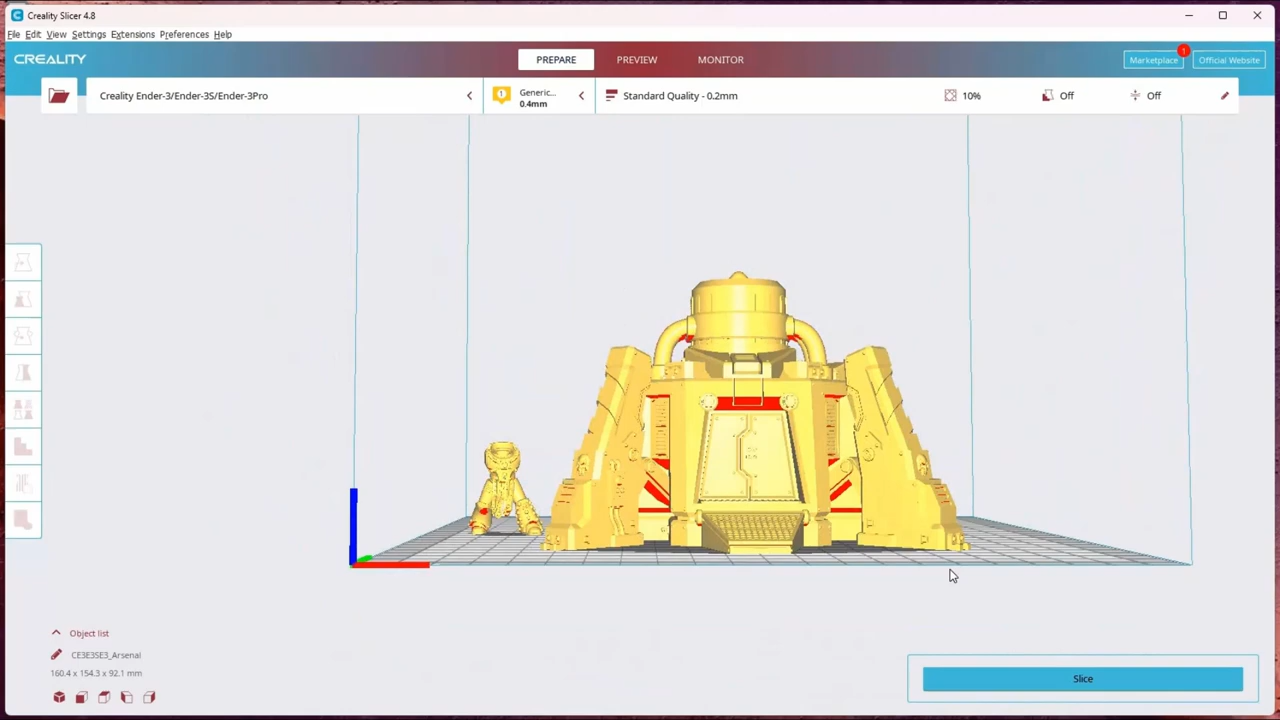 Creality Slicer 4.8
File Edit View Settings Extensions Preferences Help
CREALITY
PREPARE
PREVIEW
MONITOR
Marketplace
1
Official Website
Creality Ender-3/Ender-3S/Ender-3Pro
1
Generic...
0.4mm
Standard Quality - 0.2mm
10%
Off
Off
Object list
CE3E3SE3_Arsenal
160.4 x 154.3 x 92.1 mm
Slice